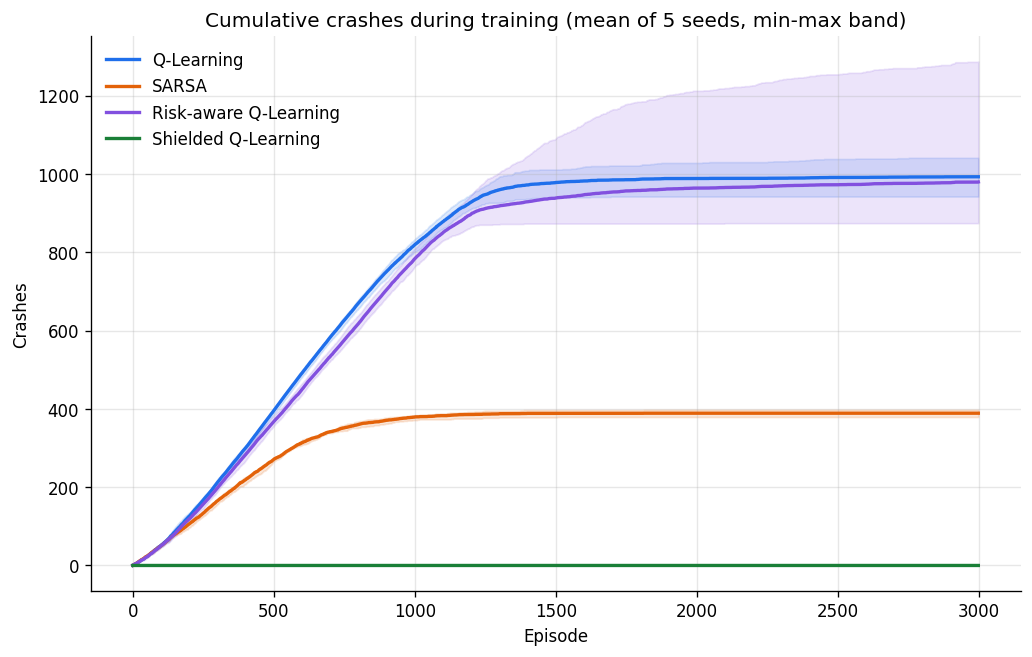 Cumulative crashes during training (mean of 5 seeds, min-max band)
Q-Learning
SARSA
Risk-aware Q-Learning
Shielded Q-Learning
1200
1000
800
600
400
200
0
Crashes
0 500 1000 1500 2000 2500 3000
Episode